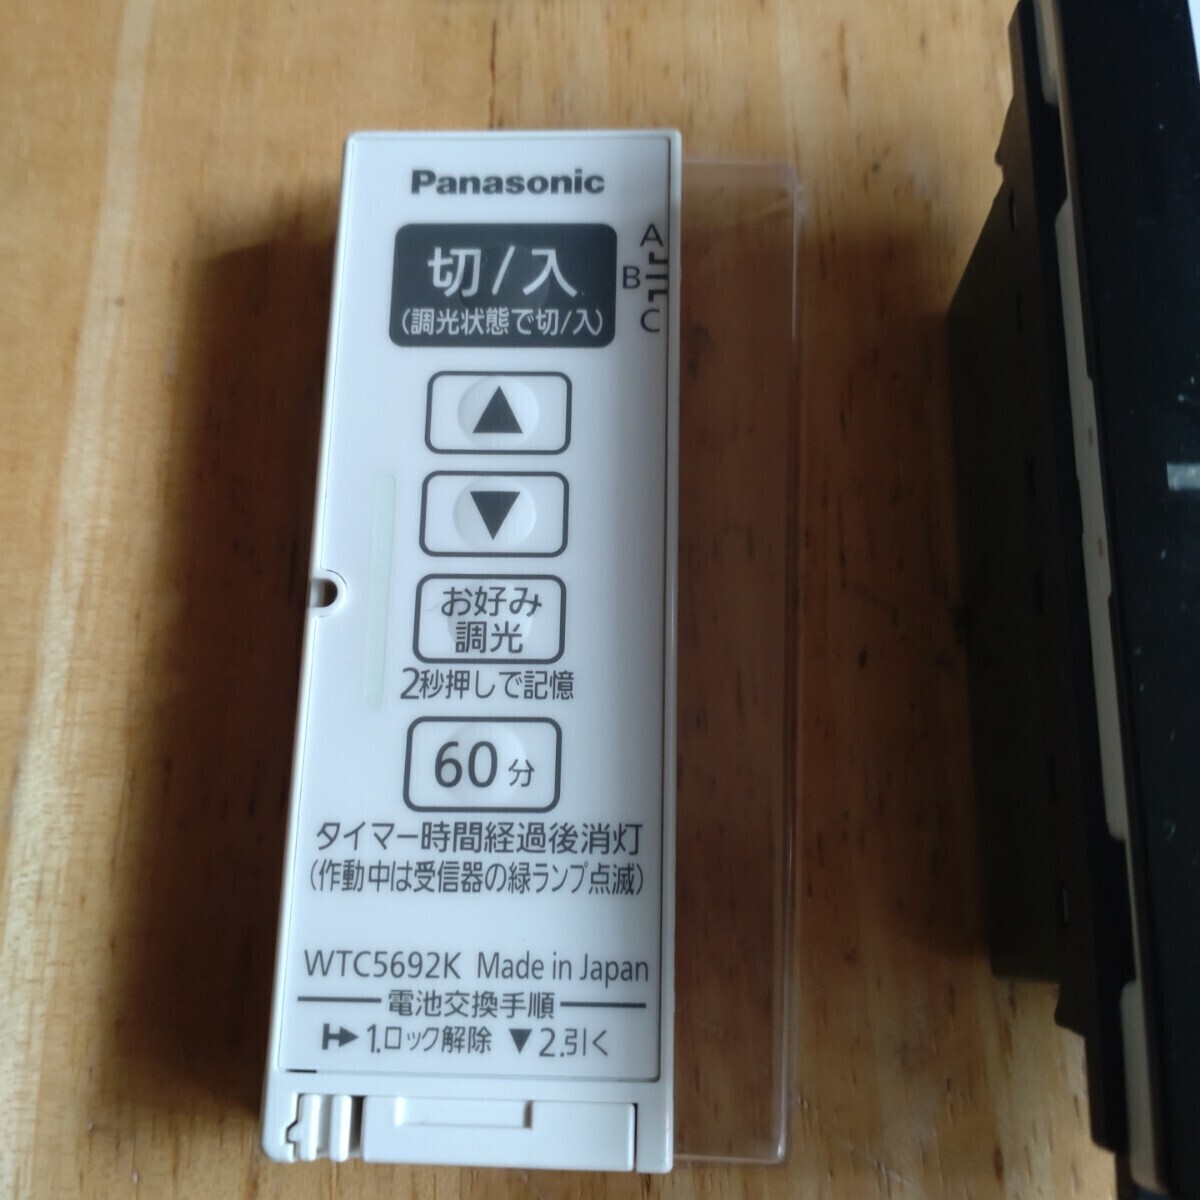 Panasonic
切/入
(調光状態で切/入)
A
B
C
▲
▼
お好み
調光
2秒押しで記憶
60分
タイマー時間経過後消灯
(作動中は受信器の緑ランプ点滅)
WTC5692K Made in Japan
電池交換手順
1.ロック解除 ▼2.引く